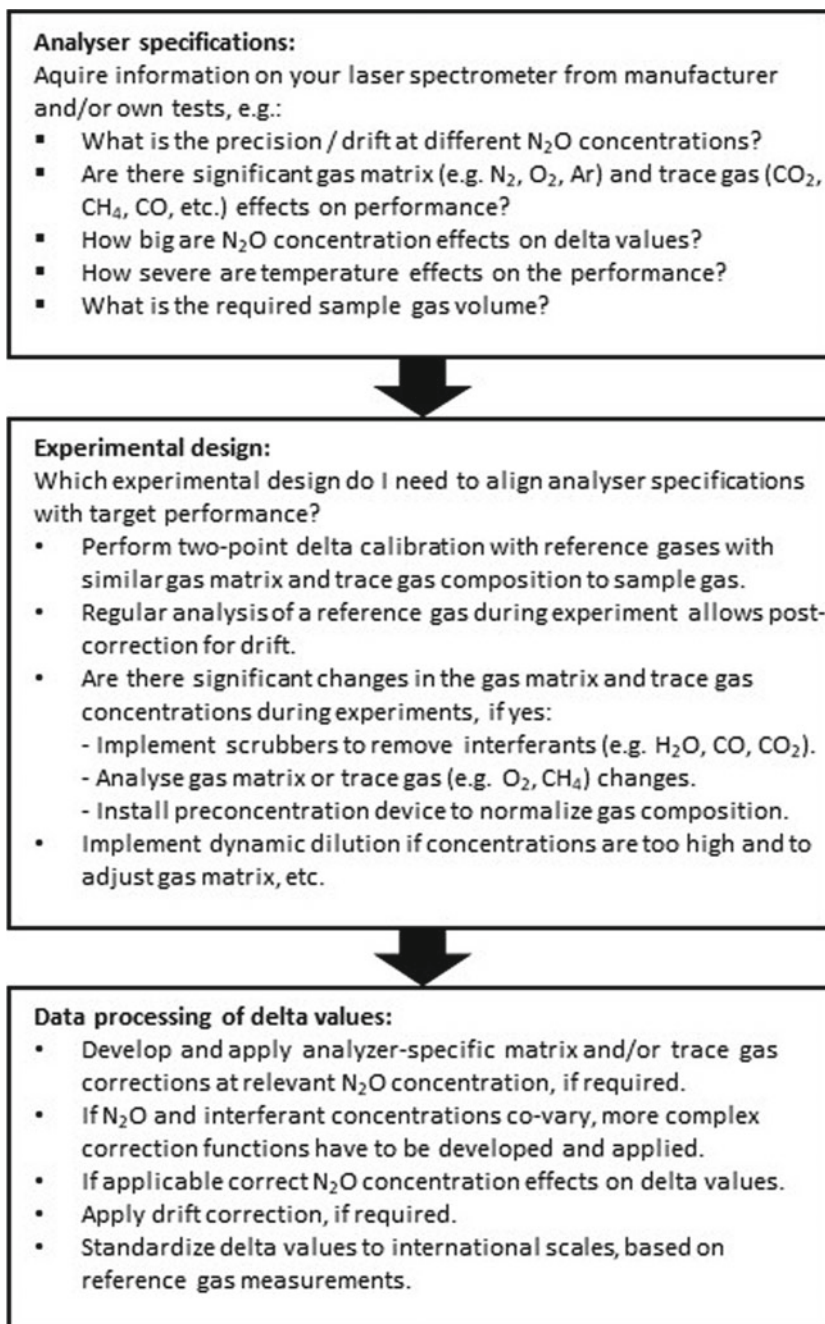 Analyser specifications:
Aquire information on your laser spectrometer from manufacturer
and/or own tests, e.g.:
▪ What is the precision / drift at different N₂O concentrations?
▪ Are there significant gas matrix (e.g. N₂, O₂, Ar) and trace gas (CO₂,
CH₄, CO, etc.) effects on performance?
▪ How big are N₂O concentration effects on delta values?
▪ How severe are temperature effects on the performance?
▪ What is the required sample gas volume?
Experimental design:
Which experimental design do I need to align analyser specifications
with target performance?
• Perform two-point delta calibration with reference gases with
similar gas matrix and trace gas composition to sample gas.
• Regular analysis of a reference gas during experiment allows post-
correction for drift.
• Are there significant changes in the gas matrix and trace gas
concentrations during experiments, if yes:
- Implement scrubbers to remove interferants (e.g. H₂O, CO, CO₂).
- Analyse gas matrix or trace gas (e.g. O₂, CH₄) changes.
- Install preconcentration device to normalize gas composition.
• Implement dynamic dilution if concentrations are too high and to
adjust gas matrix, etc.
Data processing of delta values:
• Develop and apply analyzer-specific matrix and/or trace gas
corrections at relevant N₂O concentration, if required.
• If N₂O and interferant concentrations co-vary, more complex
correction functions have to be developed and applied.
• If applicable correct N₂O concentration effects on delta values.
• Apply drift correction, if required.
• Standardize delta values to international scales, based on
reference gas measurements.